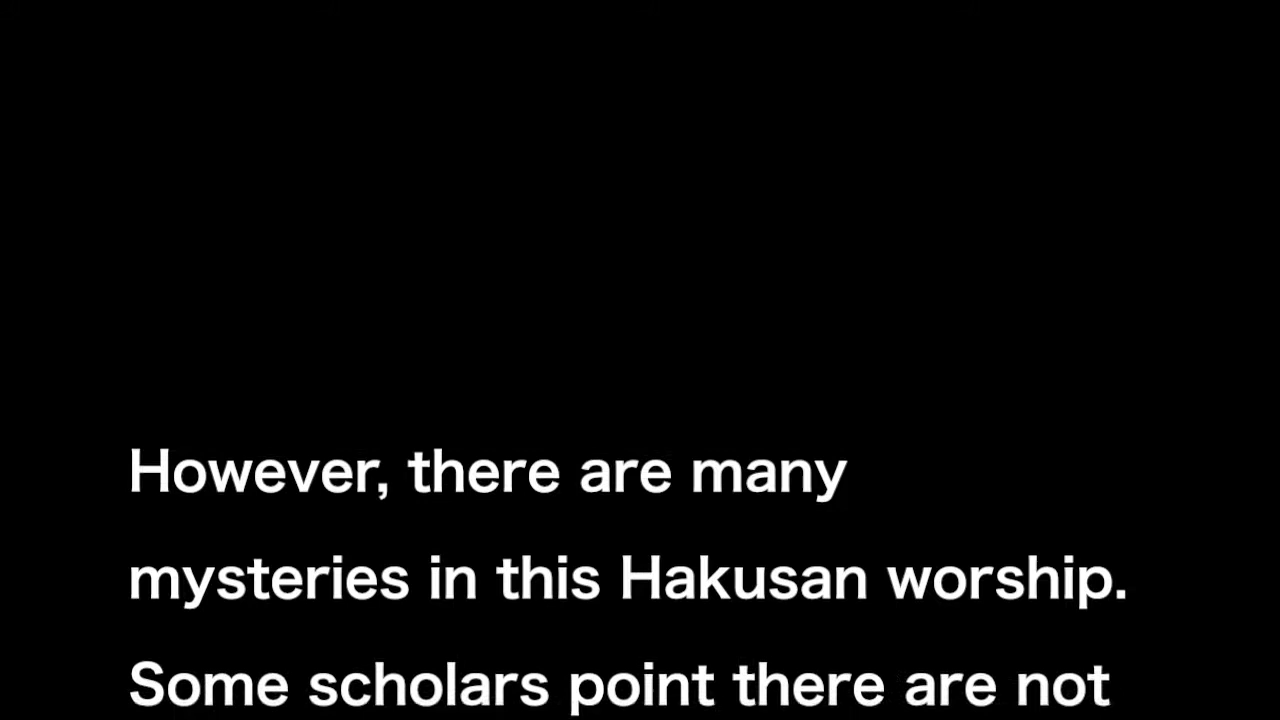 However, there are many
mysteries in this Hakusan worship.
Some scholars point there are not